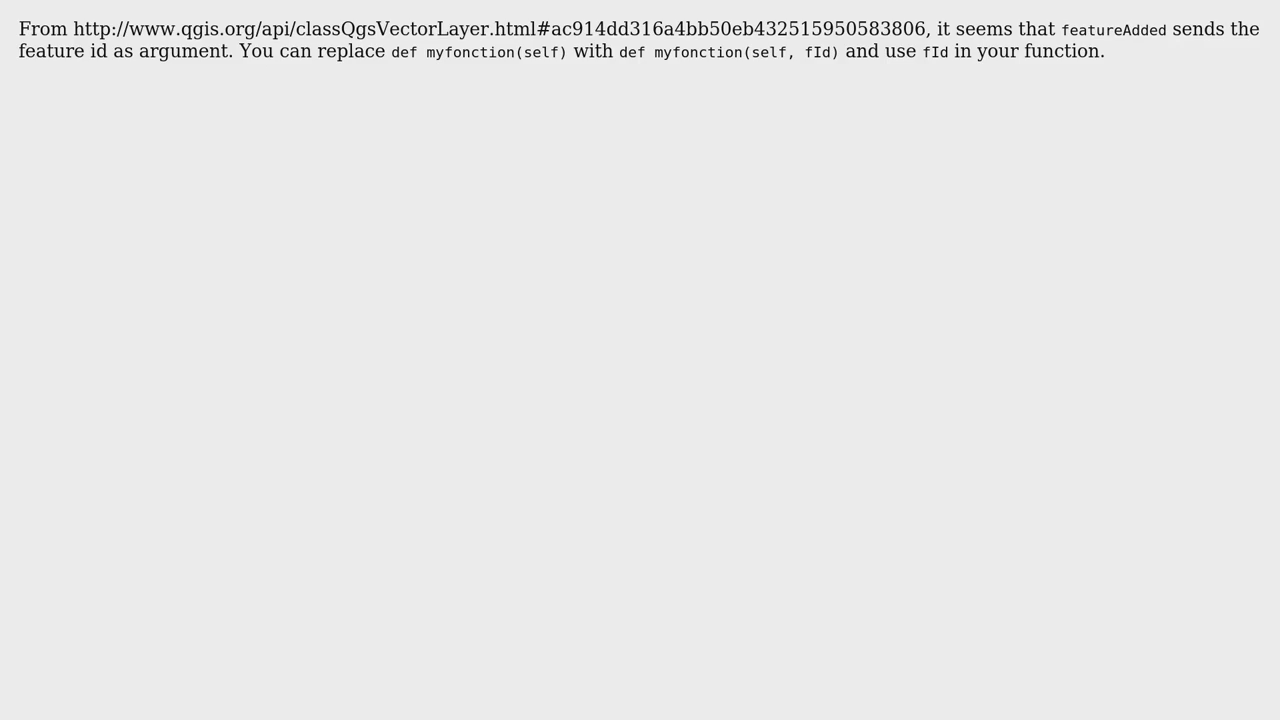 From http://www.qgis.org/api/classQgsVectorLayer.html#ac914dd316a4bb50eb432515950583806, it seems that featureAdded sends the
feature id as argument. You can replace def myfonction(self) with def myfonction(self, fId) and use fId in your function.